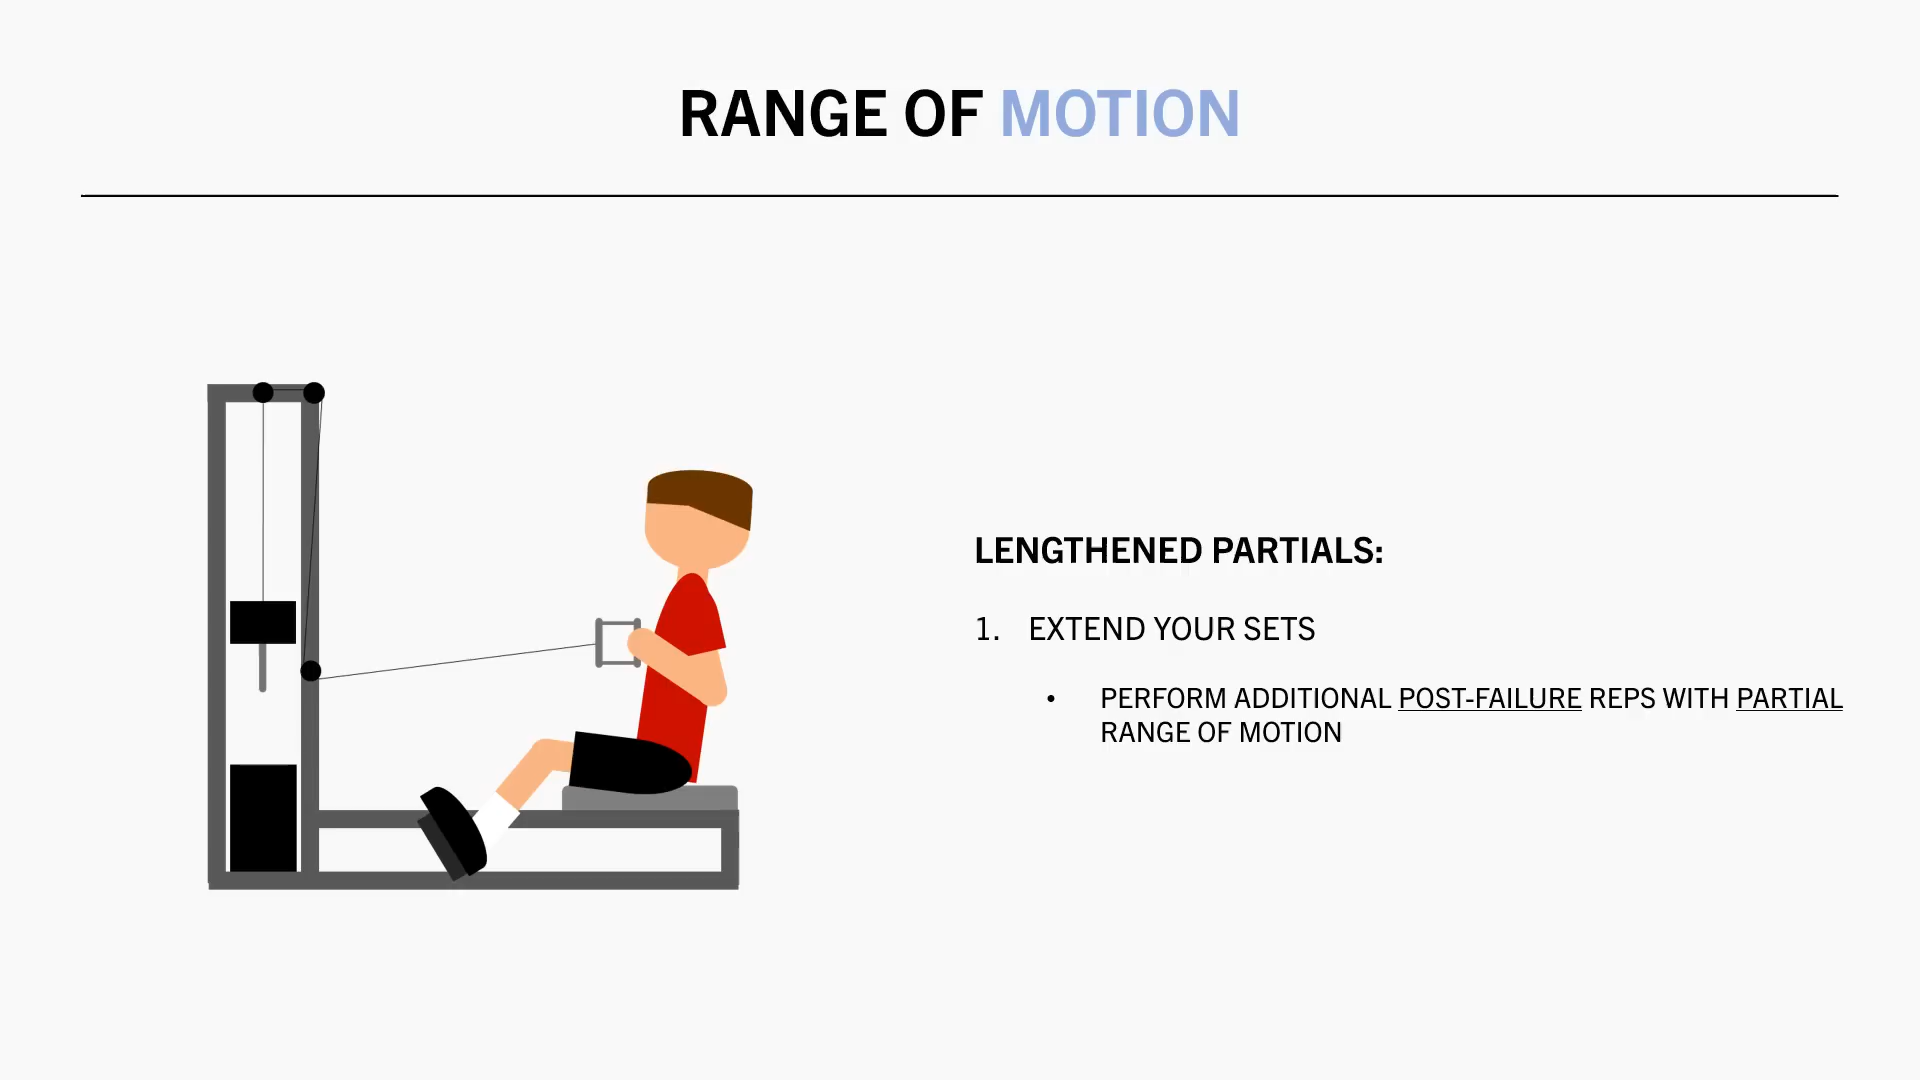 RANGE OF MOTION
LENGTHENED PARTIALS:
1. EXTEND YOUR SETS
• PERFORM ADDITIONAL POST-FAILURE REPS WITH PARTIAL
RANGE OF MOTION